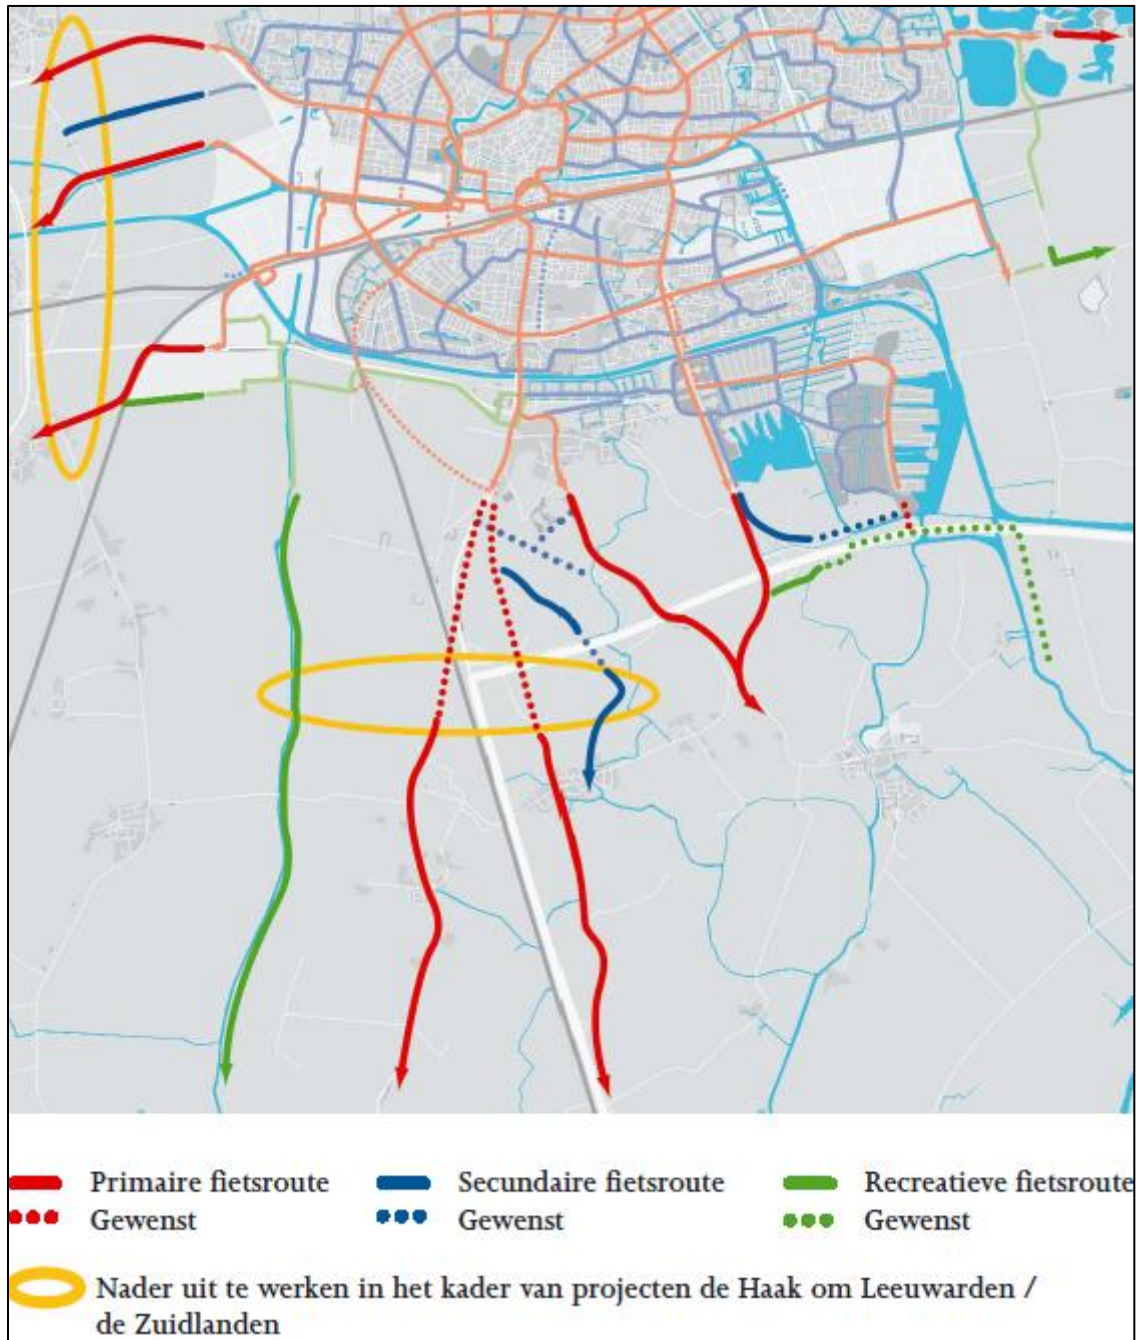 Primaire fietsroute Secundaire fietsroute Recreatieve fietsroute
Gewenst Gewenst Gewenst
Nader uit te werken in het kader van projecten de Haak om Leeuwarden /
de Zuidlanden